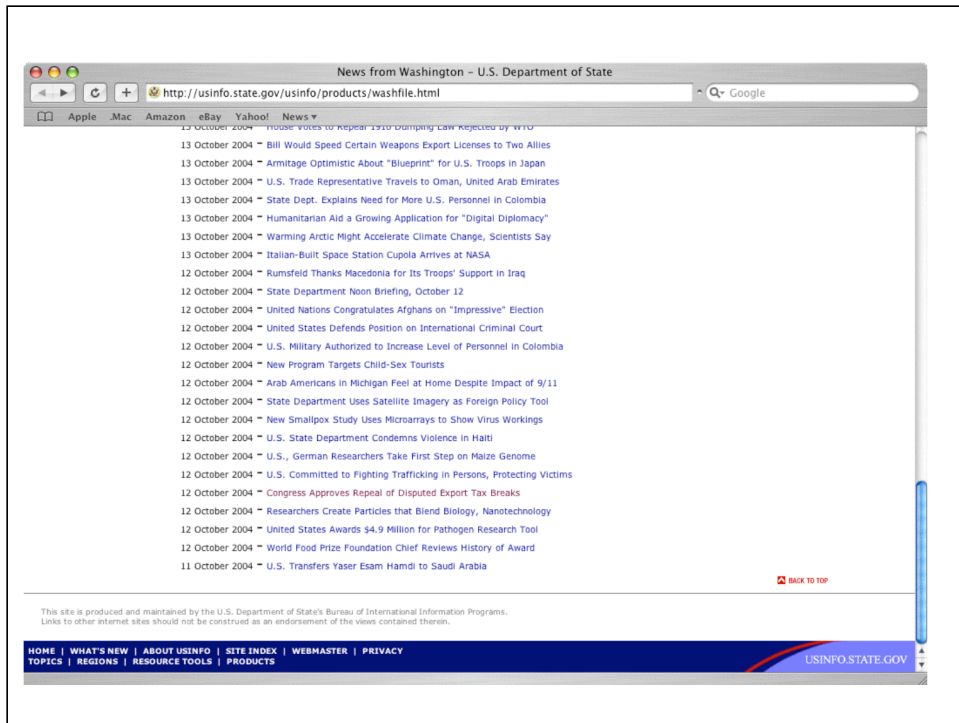 News from Washington – U.S. Department of State
http://usinfo.state.gov/usinfo/products/washfile.html
Google
Apple .Mac Amazon eBay Yahoo! News
13 October 2004 – House Votes to Repeal 1916 Dumping Law Rejected by WTO
13 October 2004 – Bill Would Speed Certain Weapons Export Licenses to Two Allies
13 October 2004 – Armitage Optimistic About "Blueprint" for U.S. Troops in Japan
13 October 2004 – U.S. Trade Representative Travels to Oman, United Arab Emirates
13 October 2004 – State Dept. Explains Need for More U.S. Personnel in Colombia
13 October 2004 – Humanitarian Aid a Growing Application for "Digital Diplomacy"
13 October 2004 – Warming Arctic Might Accelerate Climate Change, Scientists Say
13 October 2004 – Italian-Built Space Station Cupola Arrives at NASA
12 October 2004 – Rumsfeld Thanks Macedonia for Its Troops' Support in Iraq
12 October 2004 – State Department Noon Briefing, October 12
12 October 2004 – United Nations Congratulates Afghans on "Impressive" Election
12 October 2004 – United States Defends Position on International Criminal Court
12 October 2004 – U.S. Military Authorized to Increase Level of Personnel in Colombia
12 October 2004 – New Program Targets Child-Sex Tourists
12 October 2004 – Arab Americans in Michigan Feel at Home Despite Impact of 9/11
12 October 2004 – State Department Uses Satellite Imagery as Foreign Policy Tool
12 October 2004 – New Smallpox Study Uses Microarrays to Show Virus Workings
12 October 2004 – U.S. State Department Condemns Violence in Haiti
12 October 2004 – U.S., German Researchers Take First Step on Maize Genome
12 October 2004 – U.S. Committed to Fighting Trafficking in Persons, Protecting Victims
12 October 2004 – Congress Approves Repeal of Disputed Export Tax Breaks
12 October 2004 – Researchers Create Particles that Blend Biology, Nanotechnology
12 October 2004 – United States Awards $4.9 Million for Pathogen Research Tool
12 October 2004 – World Food Prize Foundation Chief Reviews History of Award
11 October 2004 – U.S. Transfers Yaser Esam Hamdi to Saudi Arabia
BACK TO TOP
This site is produced and maintained by the U.S. Department of State's Bureau of International Information Programs.
Links to other internet sites should not be construed as an endorsement of the views contained therein.
HOME | WHAT'S NEW | ABOUT USINFO | SITE INDEX | WEBMASTER | PRIVACY
TOPICS | REGIONS | RESOURCE TOOLS | PRODUCTS
USINFO.STATE.GOV